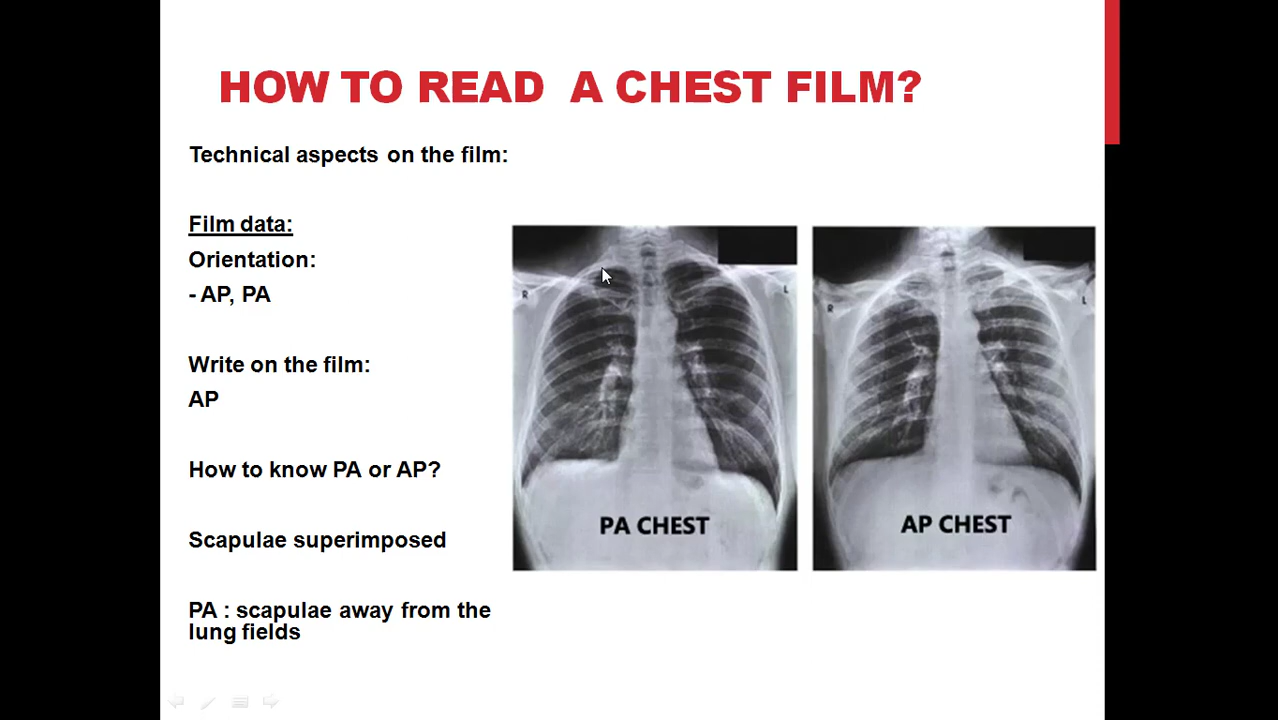 HOW TO READ A CHEST FILM?
Technical aspects on the film:
Film data:
Orientation:
- AP, PA
Write on the film:
AP
How to know PA or AP?
Scapulae superimposed
PA : scapulae away from the
lung fields
R
L
PA CHEST
R
L
AP CHEST